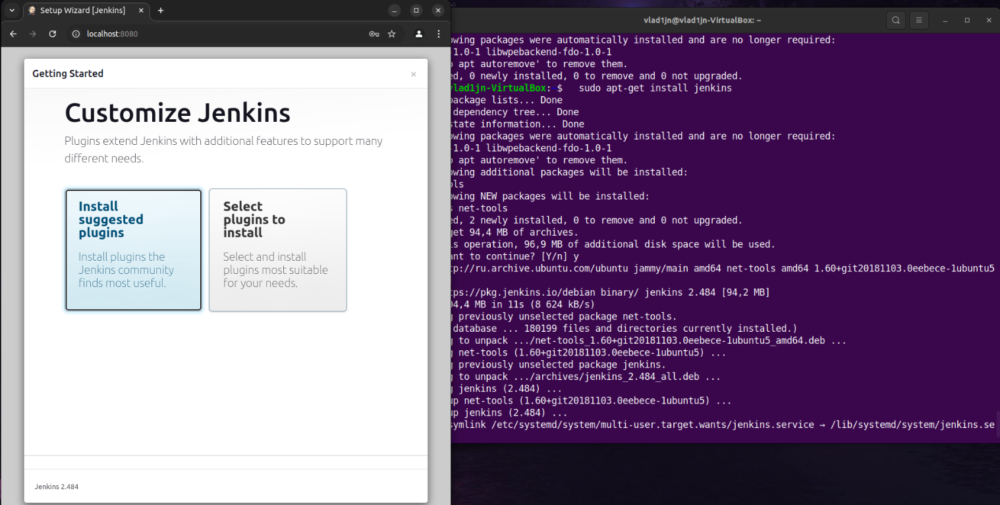 Setup Wizard [Jenkins]
localhost:8080
Getting Started
Customize Jenkins
Plugins extend Jenkins with additional features to support many
different needs.
Install
suggested
plugins
Install plugins the
Jenkins community
finds most useful.
Select
plugins to
install
Select and install
plugins most suitable
for your needs.
Jenkins 2.484
vlad1jn@vlad1jn-VirtualBox: ~
owing packages were automatically installed and are no longer required:
-1.0-1 libwpebackend-fdo-1.0-1
o apt autoremove' to remove them.
ed, 0 newly installed, 0 to remove and 0 not upgraded.
vlad1jn-VirtualBox:~$   sudo apt-get install jenkins
package lists... Done
dependency tree... Done
state information... Done
owing packages were automatically installed and are no longer required:
-1.0-1 libwpebackend-fdo-1.0-1
o apt autoremove' to remove them.
owing additional packages will be installed:
ols
owing NEW packages will be installed:
s net-tools
ed, 2 newly installed, 0 to remove and 0 not upgraded.
get 94,4 MB of archives.
is operation, 96,9 MB of additional disk space will be used.
ant to continue? [Y/n] y
tp://ru.archive.ubuntu.com/ubuntu jammy/main amd64 net-tools amd64 1.60+git20181103.0eebece-1ubuntu5
tps://pkg.jenkins.io/debian binary/ jenkins 2.484 [94,2 MB]
94,4 MB in 11s (8 624 kB/s)
g previously unselected package net-tools.
database ... 180199 files and directories currently installed.)
g to unpack .../net-tools_1.60+git20181103.0eebece-1ubuntu5_amd64.deb ...
g net-tools (1.60+git20181103.0eebece-1ubuntu5) ...
g previously unselected package jenkins.
g to unpack .../archives/jenkins_2.484_all.deb ...
g jenkins (2.484) ...
up net-tools (1.60+git20181103.0eebece-1ubuntu5) ...
up jenkins (2.484) ...
symlink /etc/systemd/system/multi-user.target.wants/jenkins.service → /lib/systemd/system/jenkins.se